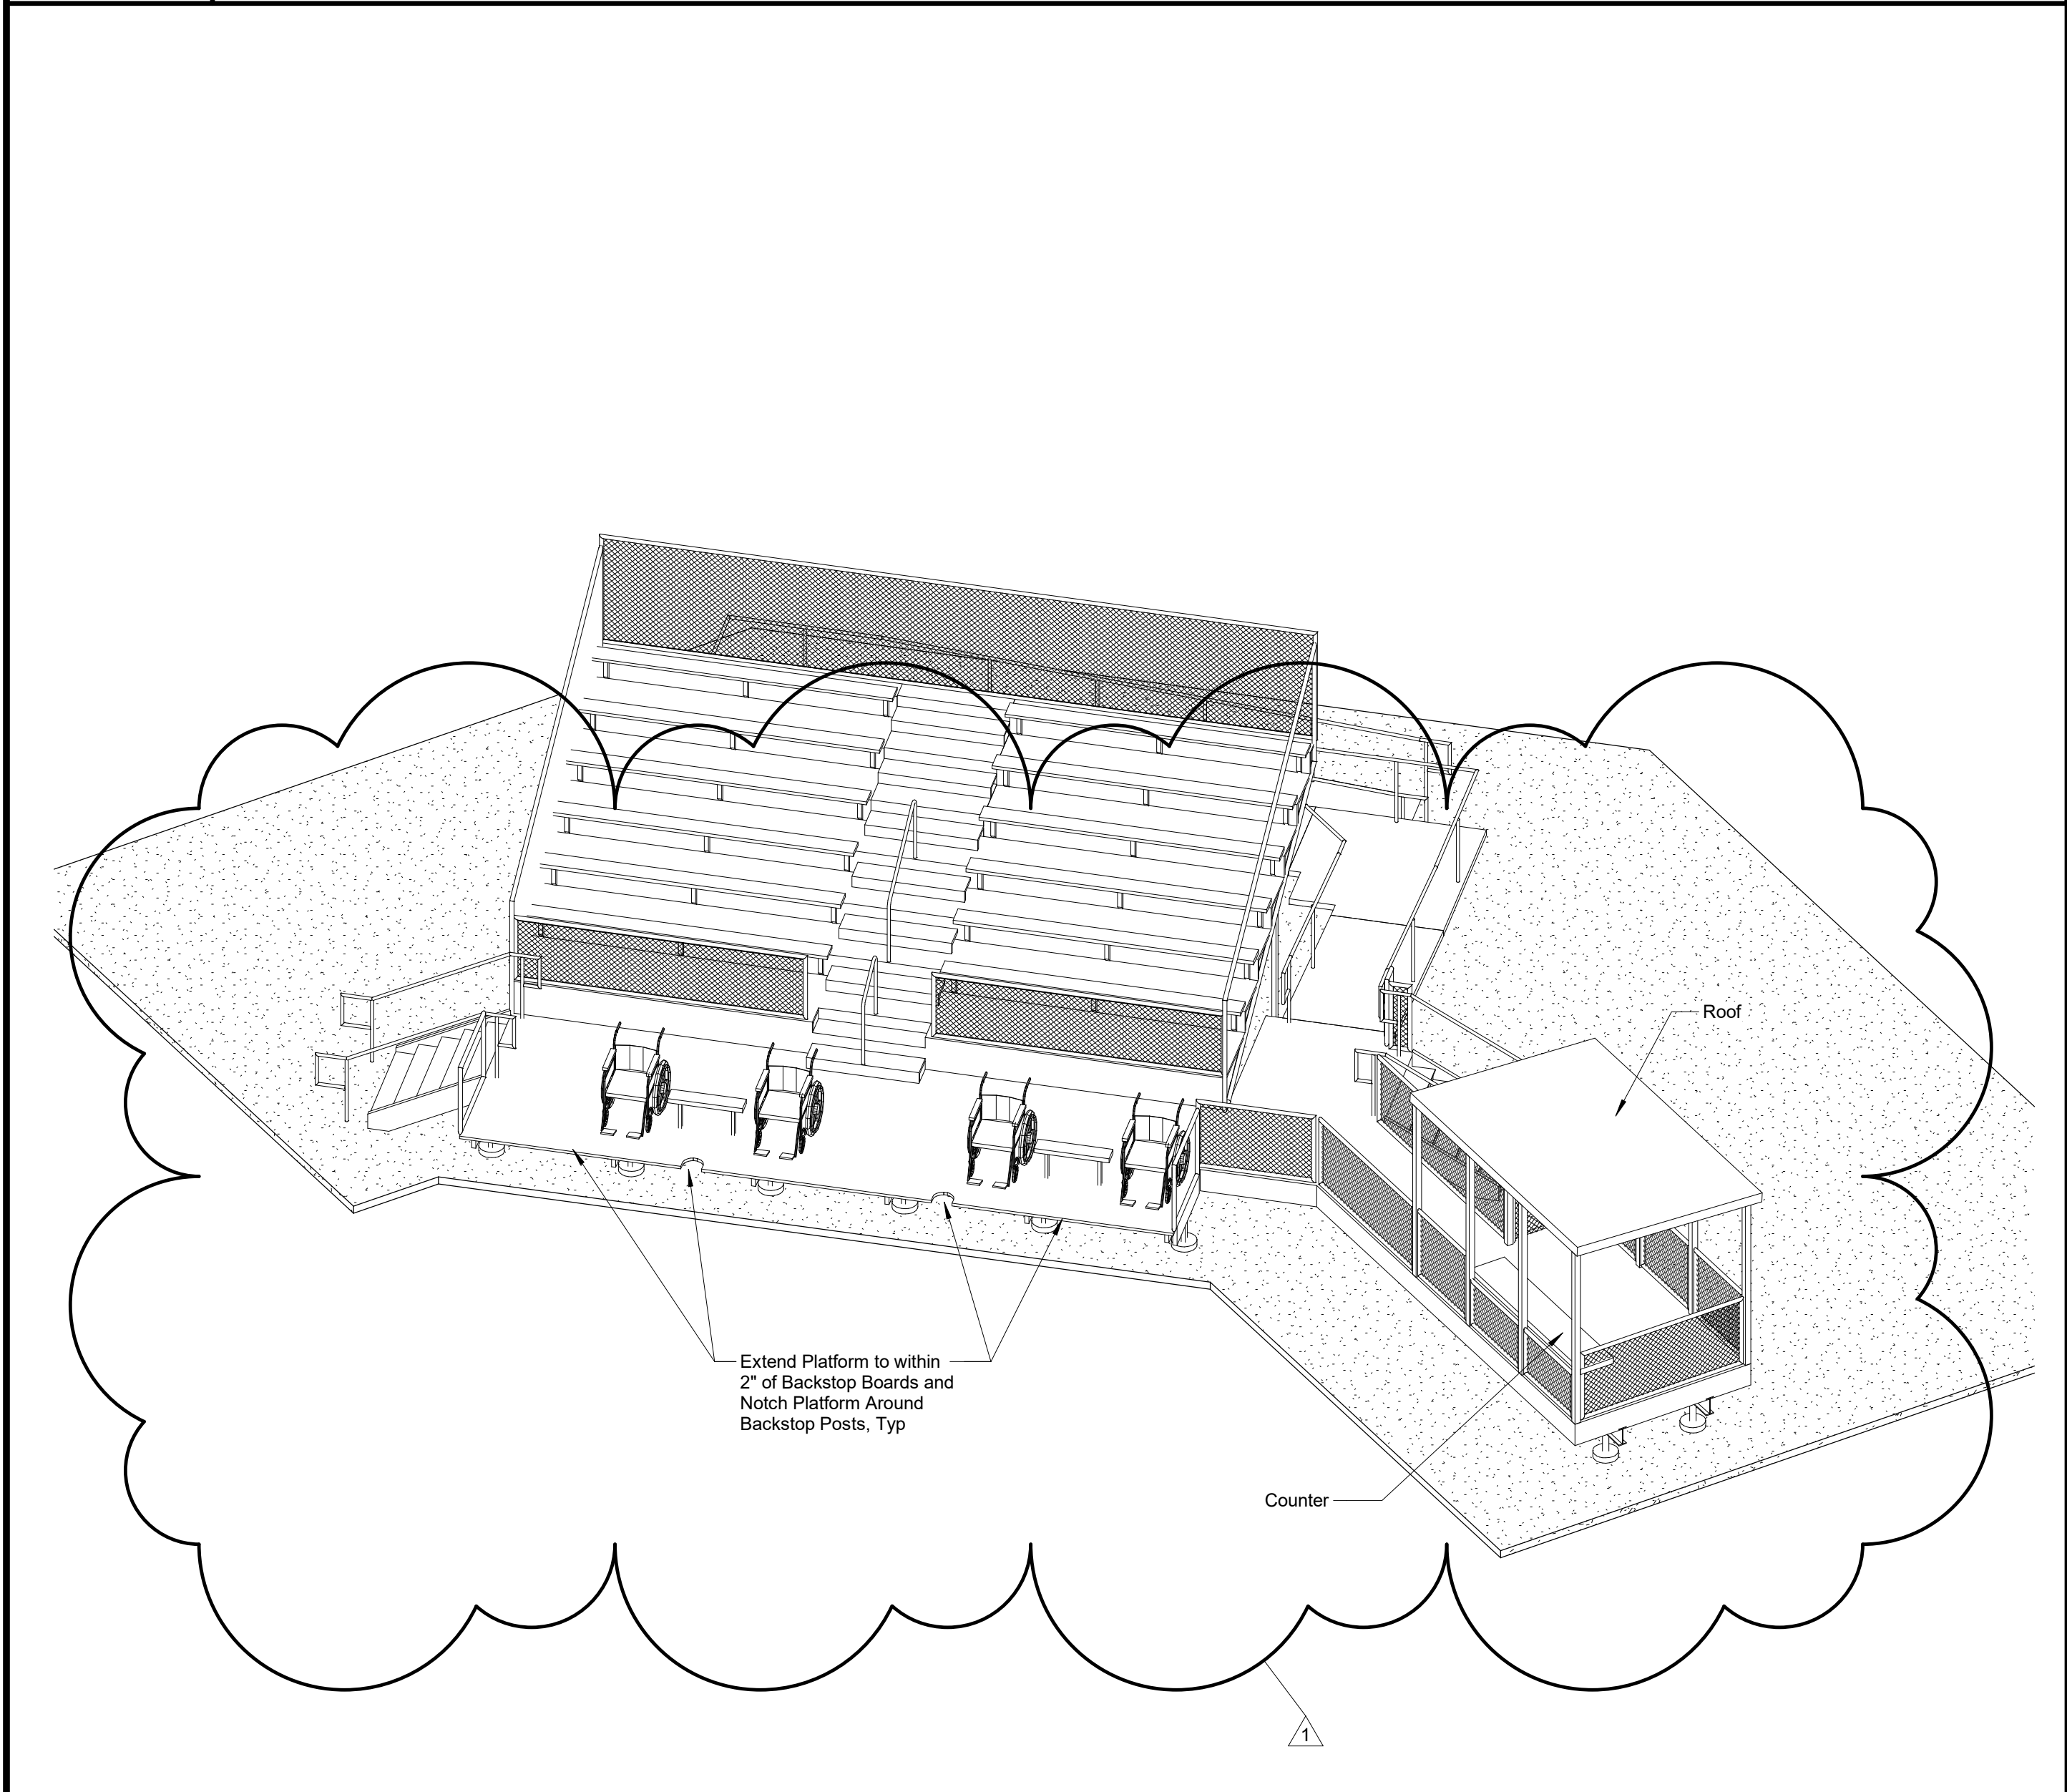 Roof
Extend Platform to within
2" of Backstop Boards and
Notch Platform Around
Backstop Posts, Typ
Counter
1